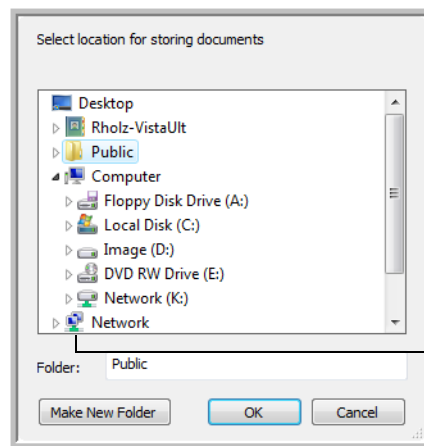 Select location for storing documents
Desktop
Rholz-VistaUlt
Public
Computer
Floppy Disk Drive (A:)
Local Disk (C:)
Image (D:)
DVD RW Drive (E:)
Network (K:)
Network
Folder: Public
Make New Folder OK Cancel